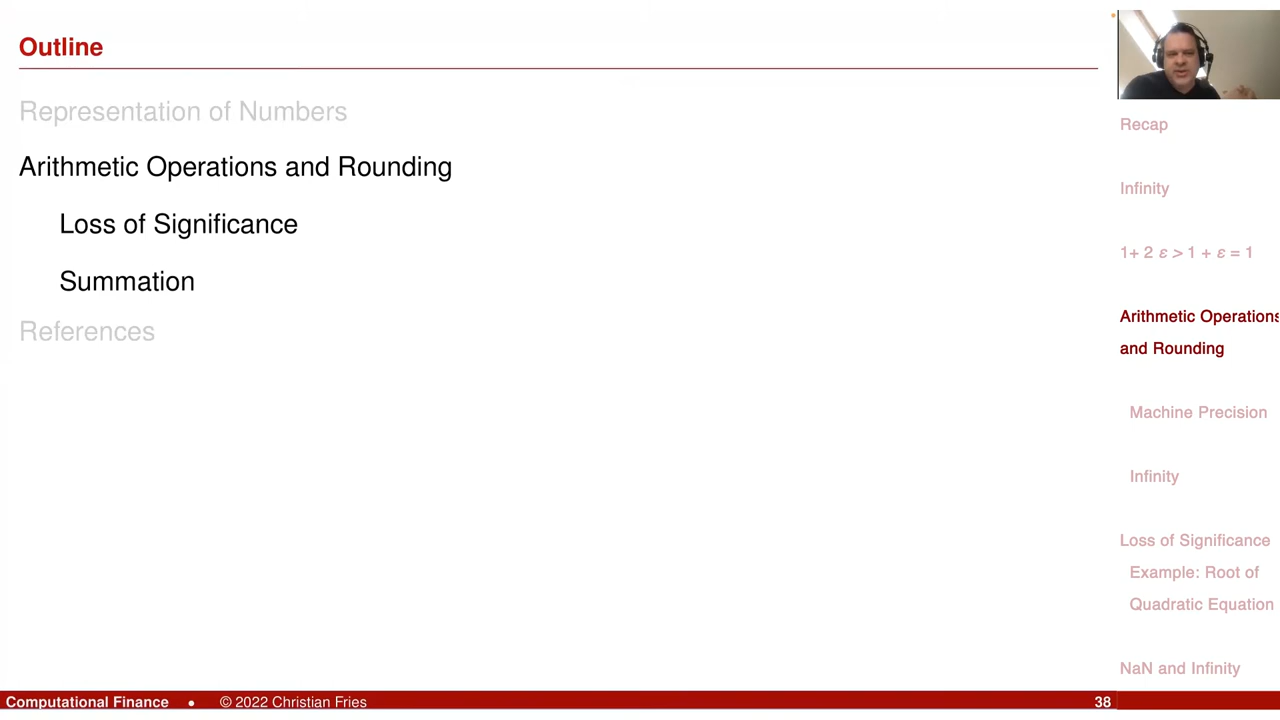 Outline
Representation of Numbers
Arithmetic Operations and Rounding
Loss of Significance
Summation
References
Recap
Infinity
1+ 2 ε > 1 + ε = 1
Arithmetic Operations
and Rounding
Machine Precision
Infinity
Loss of Significance
Example: Root of
Quadratic Equation
NaN and Infinity
Computational Finance • © 2022 Christian Fries 38